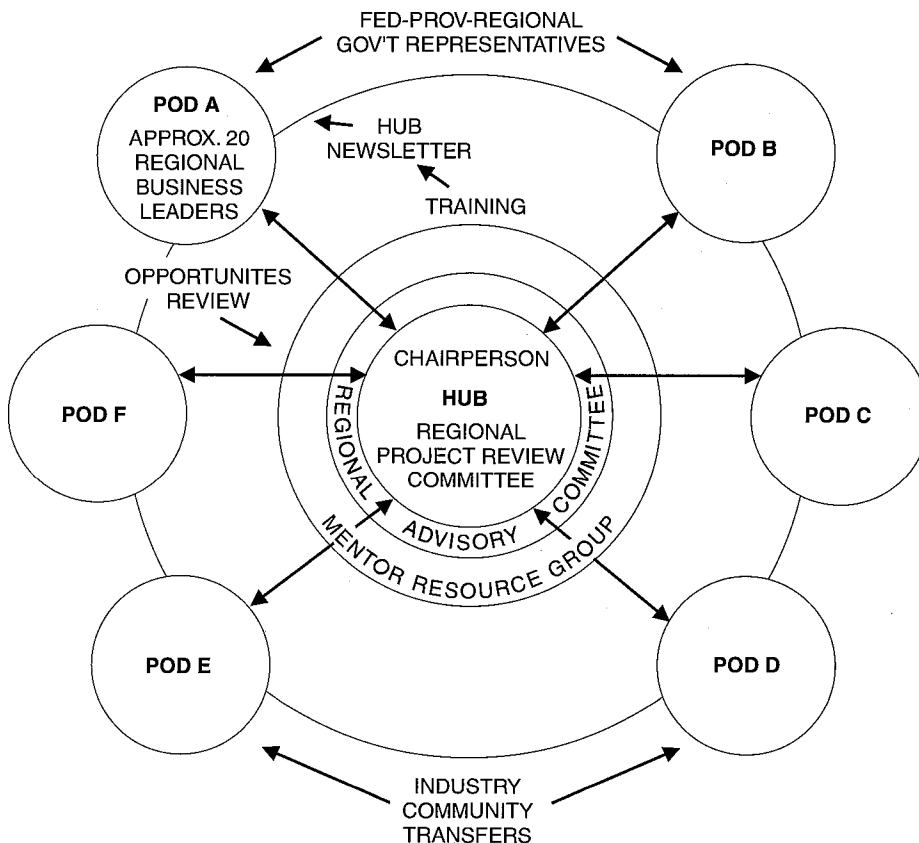 FED-PROV-REGIONAL
GOV'T REPRESENTATIVES
POD A
APPROX. 20
REGIONAL
BUSINESS
LEADERS
HUB
NEWSLETTER
TRAINING
POD B
OPPORTUNITES
REVIEW
CHAIRPERSON
HUB
REGIONAL
PROJECT REVIEW
COMMITTEE
REGIONAL ADVISORY COMMITTEE
MENTOR RESOURCE GROUP
POD F
POD C
POD E
POD D
INDUSTRY
COMMUNITY
TRANSFERS